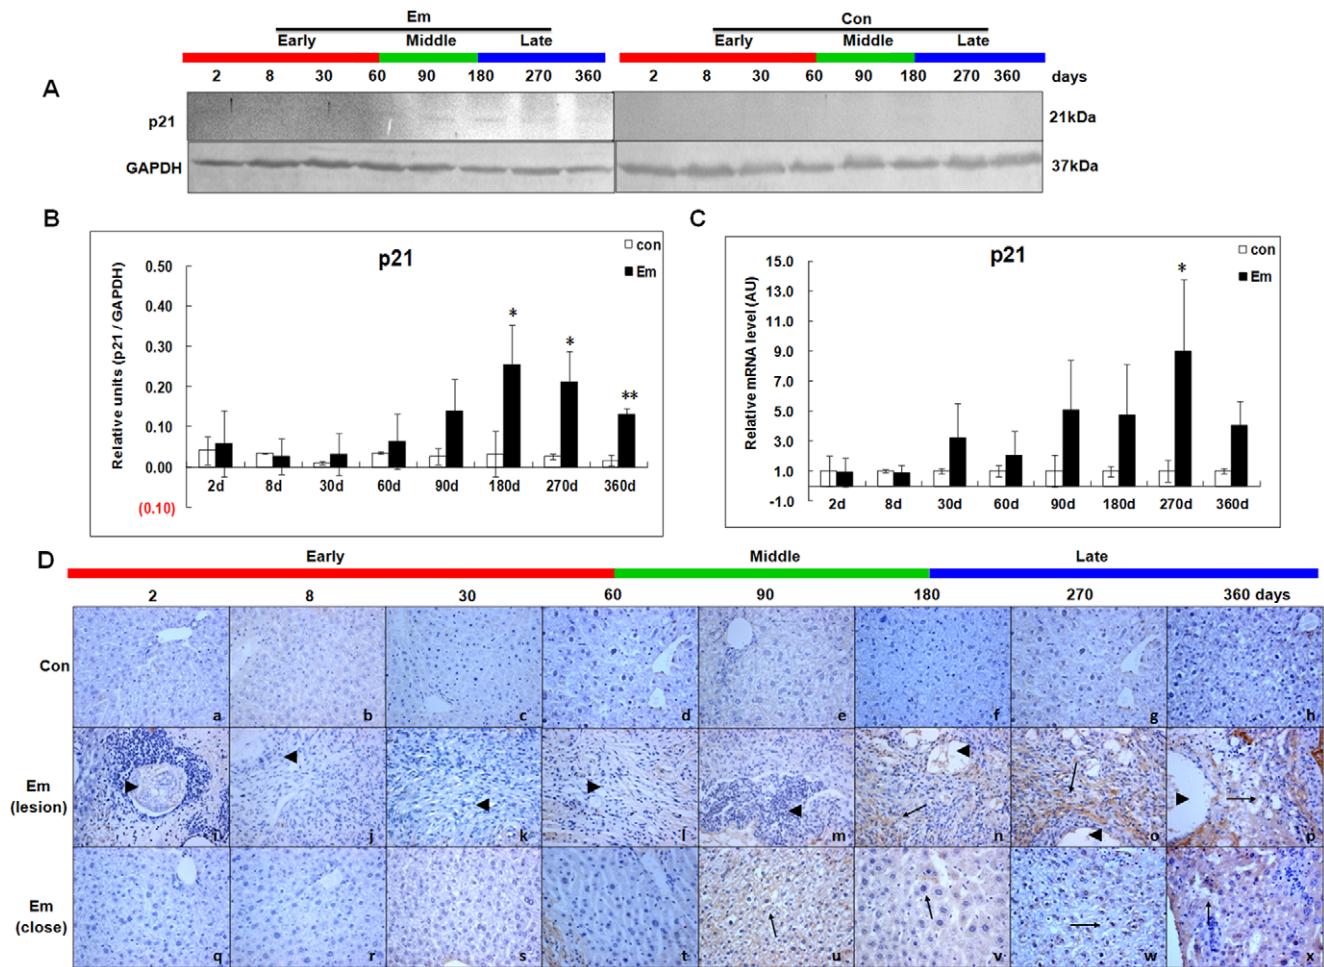 Em
Con
Early Middle Late
Early Middle Late
2 8 30 60 90 180 270 360
2 8 30 60 90 180 270 360 days
A
p21
21kDa
GAPDH
37kDa
B
p21
con
Em
Relative units (p21 / GAPDH)
0.50
0.40
0.30
0.20
0.10
0.00
(0.10)
* * **
2d 8d 30d 60d 90d 180d 270d 360d
C
p21
con
Em
Relative mRNA level (AU)
15.0
13.0
11.0
9.0
7.0
5.0
3.0
1.0
-1.0
*
2d 8d 30d 60d 90d 180d 270d 360d
D
Early Middle Late
2 8 30 60 90 180 270 360 days
Con
a b c d e f g h
Em
(lesion)
i j k l m n o p
Em
(close)
q r s t u v w x